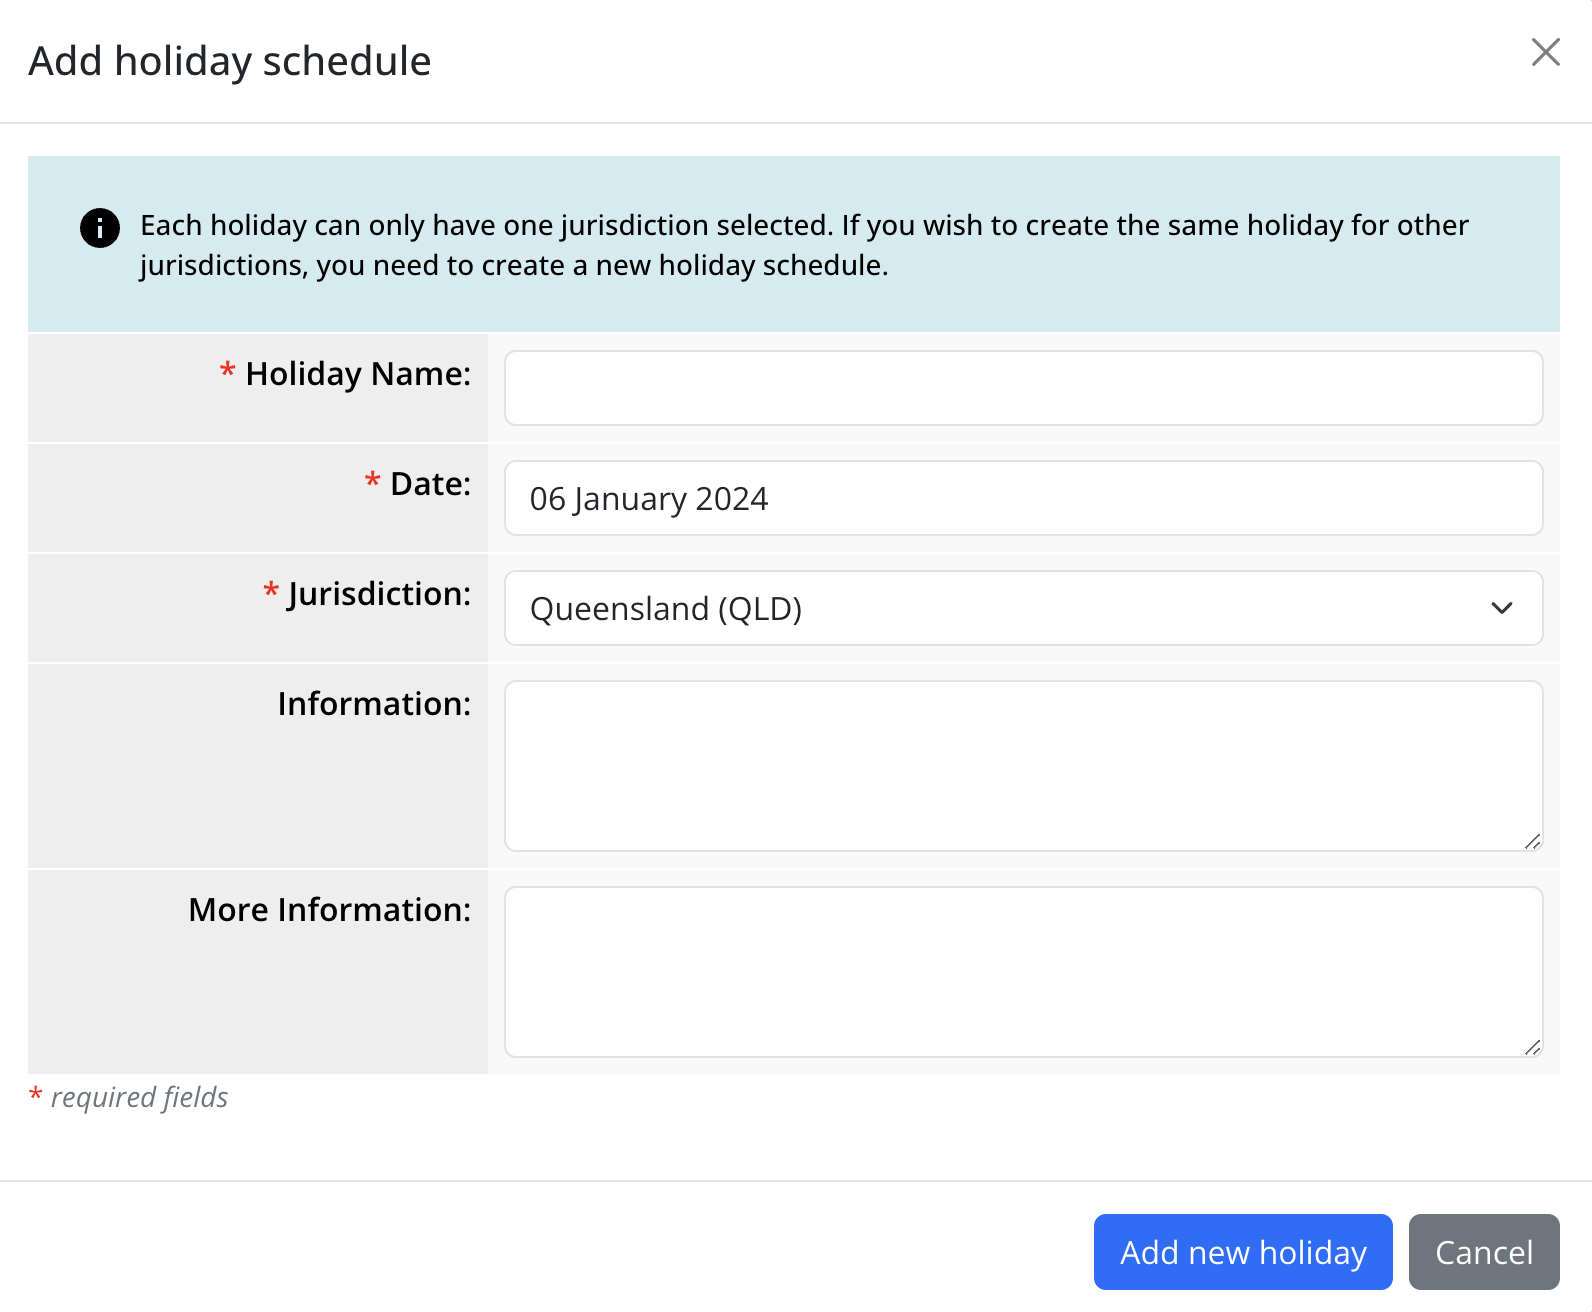 Add holiday schedule
Each holiday can only have one jurisdiction selected. If you wish to create the same holiday for other
jurisdictions, you need to create a new holiday schedule.
* Holiday Name:
* Date:
06 January 2024
* Jurisdiction:
Queensland (QLD)
Information:
More Information:
* required fields
Add new holiday
Cancel